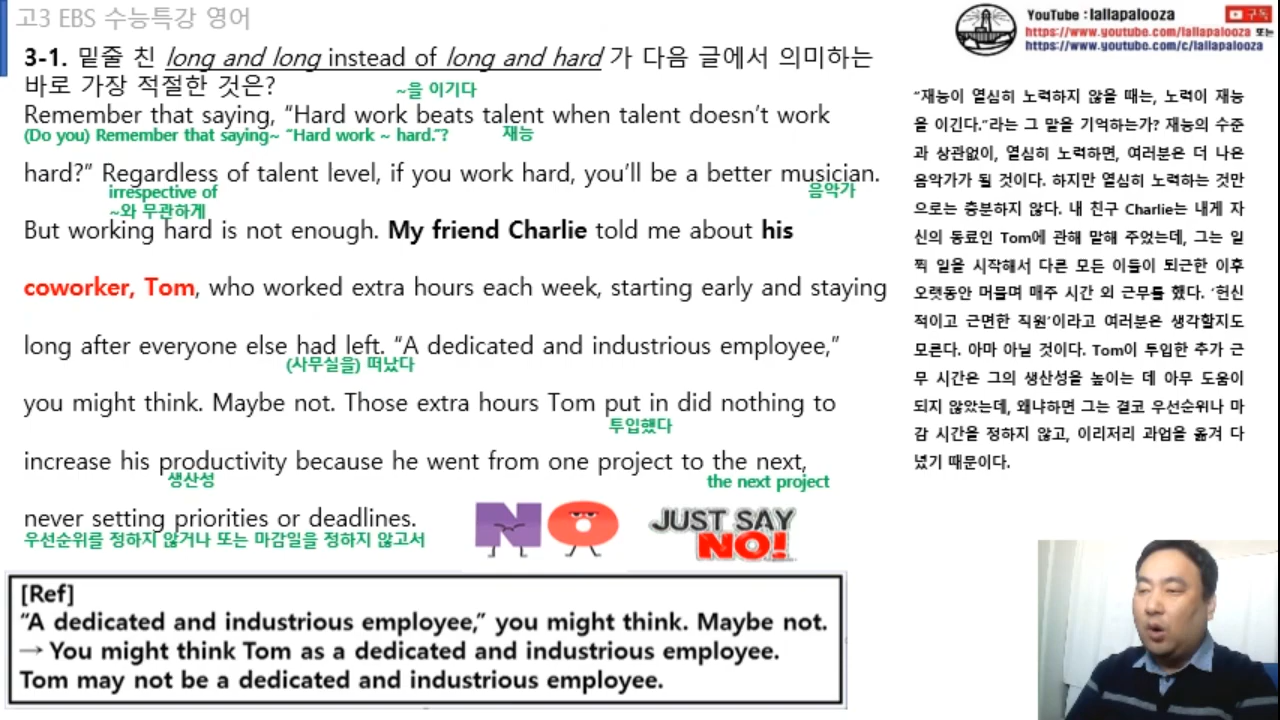 고3 EBS 수능특강 영어
YouTube : lallapalooza
구독
https://www.youtube.com/lallapalooza 또는
https://www.youtube.com/c/lallapalooza
3-1. 밑줄 친 long and long instead of long and hard 가 다음 글에서 의미하는
바로 가장 적절한 것은?
~을 이기다
Remember that saying, “Hard work beats talent when talent doesn’t work
(Do you) Remember that saying~ “Hard work ~ hard.”?
재능
hard?” Regardless of talent level, if you work hard, you’ll be a better musician.
irrespective of
음악가
~와 무관하게
But working hard is not enough. My friend Charlie told me about his
coworker, Tom, who worked extra hours each week, starting early and staying
long after everyone else had left. “A dedicated and industrious employee,”
(사무실을) 떠났다
you might think. Maybe not. Those extra hours Tom put in did nothing to
투입했다
increase his productivity because he went from one project to the next,
생산성
the next project
never setting priorities or deadlines.
우선순위를 정하지 않거나 또는 마감일을 정하지 않고서
NO
JUST SAY
NO!
[Ref]
“A dedicated and industrious employee,” you might think. Maybe not.
→ You might think Tom as a dedicated and industrious employee.
Tom may not be a dedicated and industrious employee.
“재능이 열심히 노력하지 않을 때는, 노력이 재능
을 이긴다.”라는 그 말을 기억하는가? 재능의 수준
과 상관없이, 열심히 노력하면, 여러분은 더 나은
음악가가 될 것이다. 하지만 열심히 노력하는 것만
으로는 충분하지 않다. 내 친구 Charlie는 내게 자
신의 동료인 Tom에 관해 말해 주었는데, 그는 일
찍 일을 시작해서 다른 모든 이들이 퇴근한 이후
오랫동안 머물며 매주 시간 외 근무를 했다. ‘헌신
적이고 근면한 직원’이라고 여러분은 생각할지도
모른다. 아마 아닐 것이다. Tom이 투입한 추가 근
무 시간은 그의 생산성을 높이는 데 아무 도움이
되지 않았는데, 왜냐하면 그는 결코 우선순위나 마
감 시간을 정하지 않고, 이리저리 과업을 옮겨 다
녔기 때문이다.